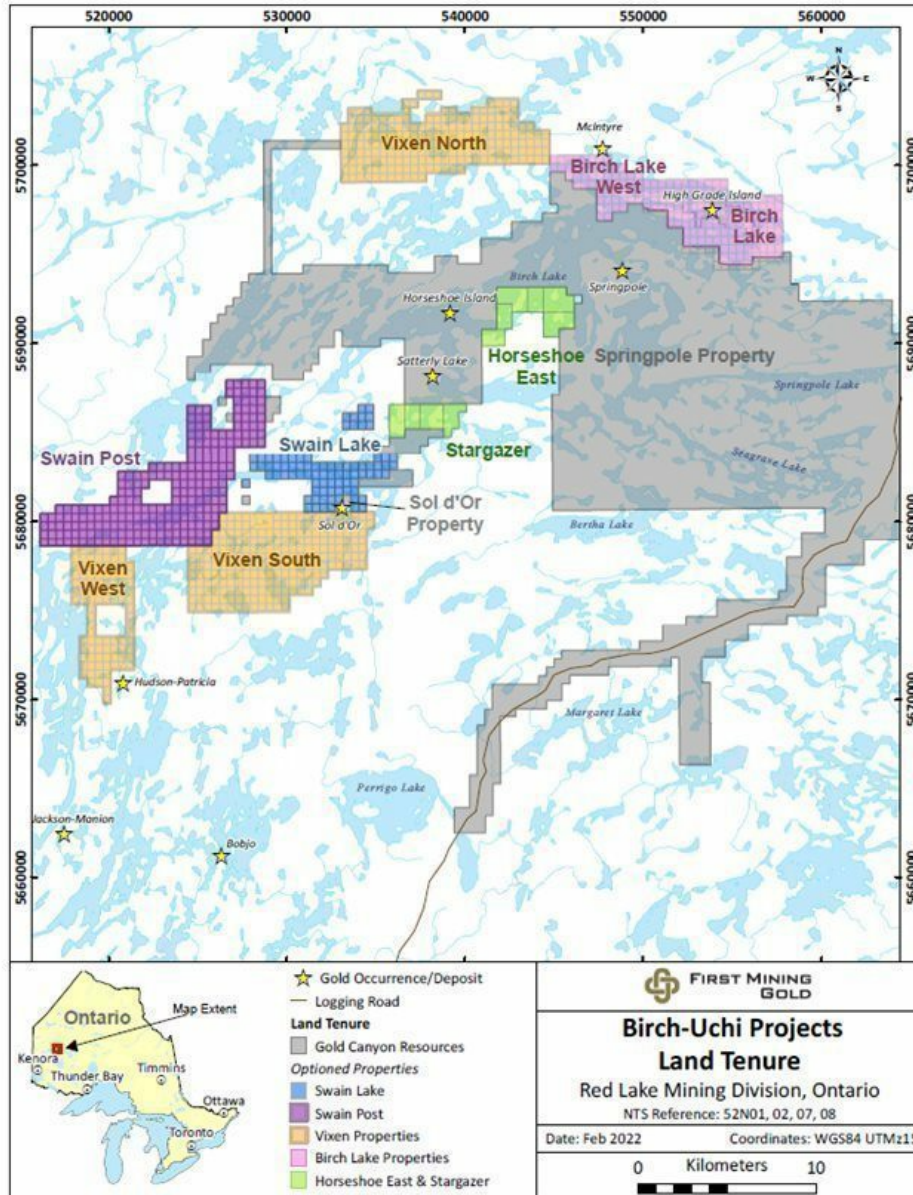 520000
530000
540000
550000
560000
N
W
E
S
5770000
Vixen North
McIntyre
5770000
Birch Lake
West
High Grade Island
Birch
Lake
Birch Lake
Springpole
Horseshoe Island
5690000
Horseshoe
East
Springpole Property
5690000
Satterly Lake
Springpole Lake
Swain Lake
Stargazer
Swain Post
Seagrave Lake
Sol d'Or
Property
5680000
Sol d'Or
Bertha Lake
5680000
Vixen
West
Vixen South
Hudson-Patricia
5670000
Margaret Lake
5670000
Perrigo Lake
Jackson-Manion
Bobjo
5660000
5660000
Ontario
Map Extent
Kenora
Thunder Bay
Timmins
Ottawa
Toronto
Gold Occurrence/Deposit
Logging Road
Land Tenure
Gold Canyon Resources
Optioned Properties
Swain Lake
Swain Post
Vixen Properties
Birch Lake Properties
Horseshoe East & Stargazer
FIRST MINING
GOLD
Birch-Uchi Projects
Land Tenure
Red Lake Mining Division, Ontario
NTS Reference: 52N01, 02, 07, 08
Date: Feb 2022
Coordinates: WGS84 UTMz15
0
Kilometers
10